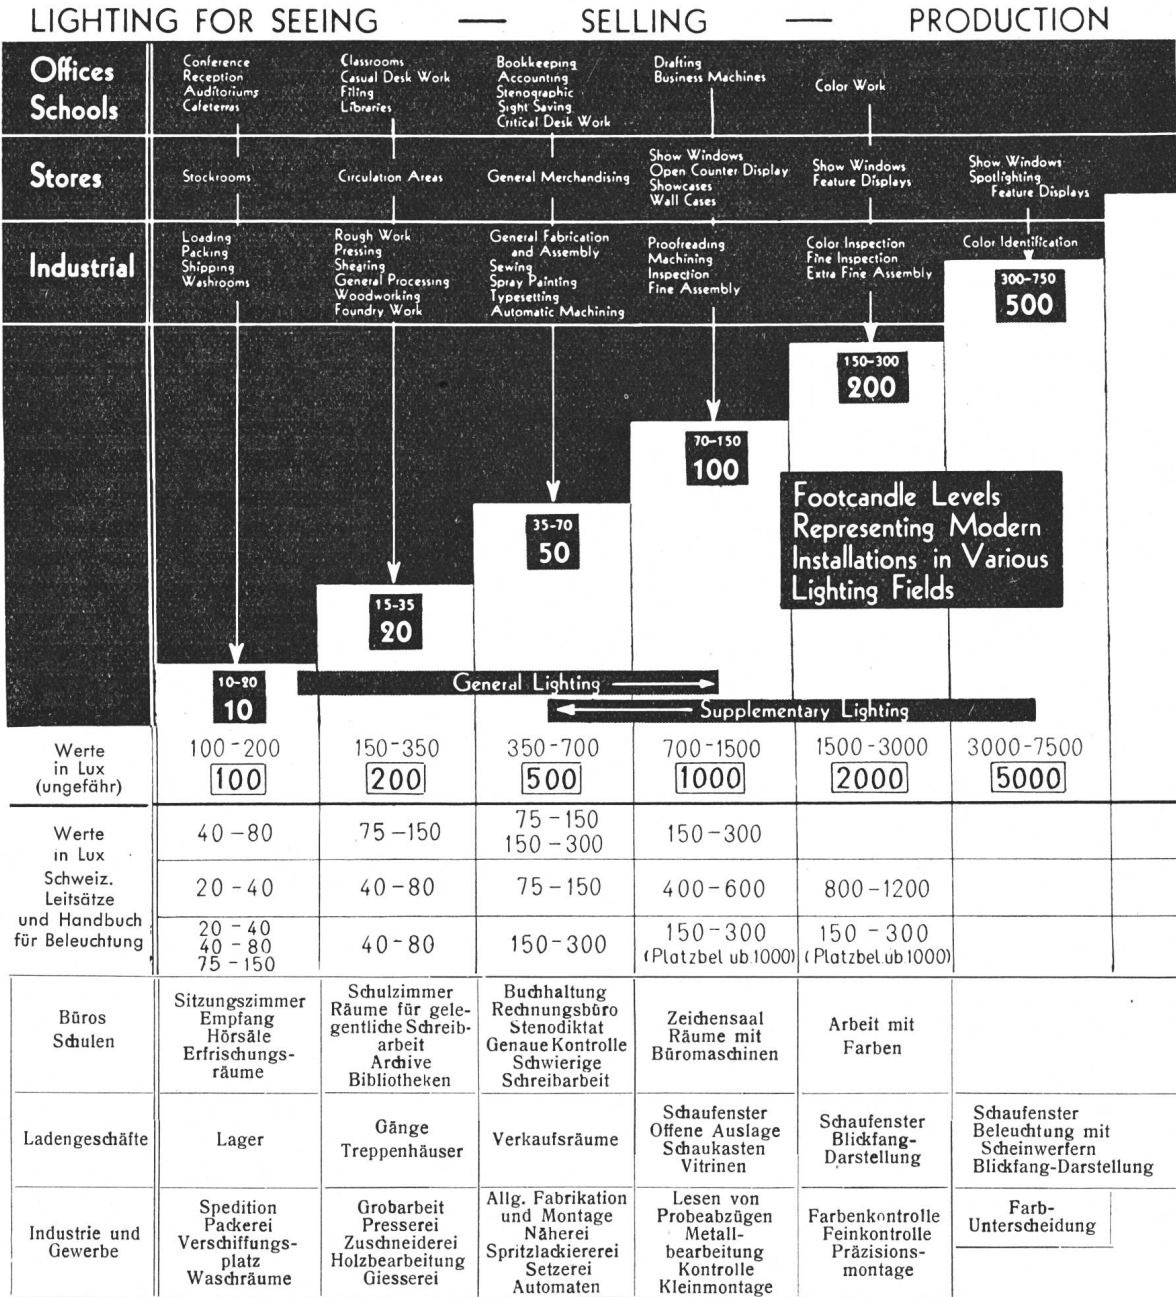 LIGHTING FOR SEEING — SELLING — PRODUCTION
Offices
Schools
Conference
Reception
Auditoriums
Cafeterias
Classrooms
Casual Desk Work
Filing
Libraries
Bookkeeping
Accounting
Stenographic
Sight Saving
Critical Desk Work
Drafting
Business Machines
Color Work
Stores
Stockrooms
Circulation Areas
General Merchandising
Show Windows
Open Counter Display
Showcases
Wall Cases
Show Windows
Feature Displays
Show Windows
Spotlighting
Feature Displays
Industrial
Loading
Packing
Shipping
Washrooms
Rough Work
Pressing
Shearing
General Processing
Woodworking
Foundry Work
General Fabrication
and Assembly
Sewing
Spray Painting
Typesetting
Automatic Machining
Proofreading
Machining
Inspection
Fine Assembly
Color Inspection
Fine Inspection
Extra Fine Assembly
Color Identification
300-750
500
150-300
200
70-150
100
35-70
50
15-35
20
10-20
10
Footcandle Levels
Representing Modern
Installations in Various
Lighting Fields
General Lighting
Supplementary Lighting
Werte
in Lux
(ungefähr)
100-200
100
150-350
200
350-700
500
700-1500
1000
1500-3000
2000
3000-7500
5000
Werte
in Lux
Schweiz.
Leitsätze
und Handbuch
für Beleuchtung
40-80
75-150
75-150
150-300
150-300
20-40
40-80
75-150
400-600
800-1200
20-40
40-80
75-150
40-80
150-300
150-300
(Platzbel üb 1000)
150-300
(Platzbel. üb 1000)
Büros
Schulen
Sitzungszimmer
Empfang
Hörsäle
Erfrischungs-
räume
Schulzimmer
Räume für gele-
gentliche Schreib-
arbeit
Archive
Bibliotheken
Buchhaltung
Rechnungsbüro
Stenodiktat
Genaue Kontrolle
Schwierige
Schreibarbeit
Zeichensaal
Räume mit
Büromaschinen
Arbeit mit
Farben
Ladengeschäfte
Lager
Gänge
Treppenhäuser
Verkaufsräume
Schaufenster
Offene Auslage
Schaukasten
Vitrinen
Schaufenster
Blickfang-
Darstellung
Schaufenster
Beleuchtung mit
Scheinwerfern
Blickfang-Darstellung
Industrie und
Gewerbe
Spedition
Packerei
Verschiffungs-
platz
Waschräume
Grobarbeit
Presserei
Zuschneiderei
Holzbearbeitung
Giesserei
Allg. Fabrikation
und Montage
Näherei
Spritzlackiererei
Setzerei
Automaten
Lesen von
Probeabzügen
Metall-
bearbeitung
Kontrolle
Kleinmontage
Farbenkontrolle
Feinkontrolle
Präzisions-
montage
Farb-
Unterscheidung